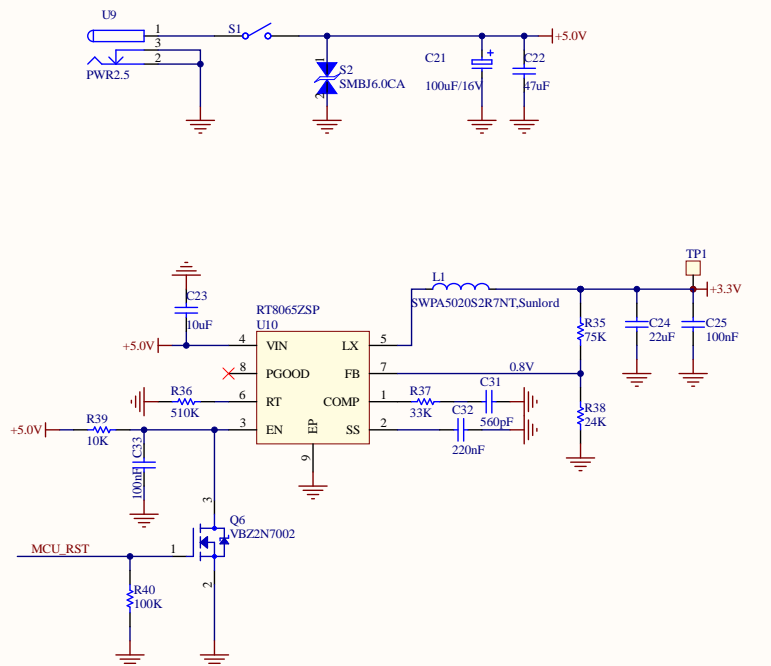 U9
1
3
2
PWR2.5
S1
+5.0V
1
S2
SMBJ6.0CA
2
C21
+
100uF/16V
C22
47uF
TP1
L1
+3.3V
SWPA5020S2R7NT,Sunlord
C23
10uF
RT8065ZSP
U10
+5.0V
4
VIN
LX
5
R35
75K
C24
22uF
C25
100nF
8
PGOOD
FB
7
0.8V
R36
510K
6
RT
COMP
1
R37
33K
C31
560pF
R39
10K
+5.0V
3
EN
EP
SS
2
C32
220nF
R38
24K
9
C33
100nF
3
Q6
VBZ2N7002
MCU_RST
1
2
R40
100K